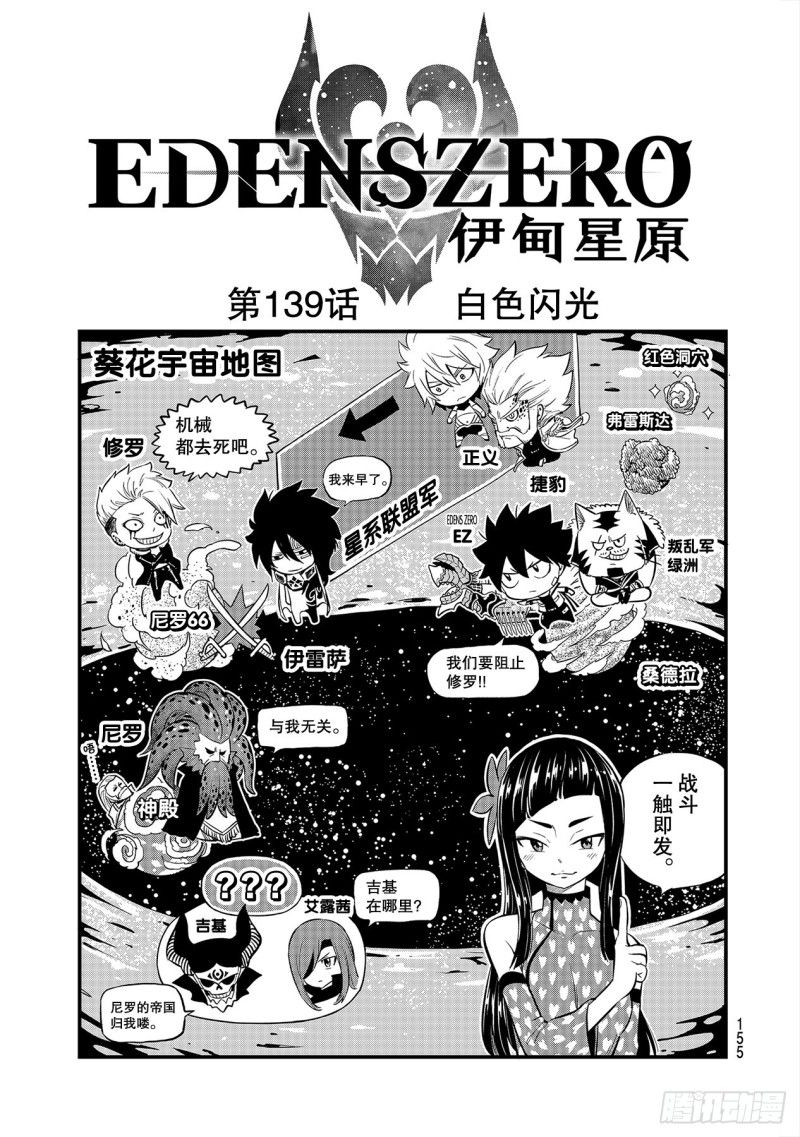 EDENSZERO
伊甸星原
第139话 白色闪光
葵花宇宙地图
红色洞穴
机械
都去死吧。
修罗
弗雷斯达
正义
我来早了。
捷豹
星系联盟军
EDENS ZERO
EZ
叛乱军
绿洲
尼罗66
伊雷萨
我们要阻止
修罗!!
桑德拉
尼罗
与我无关。
唔……
神殿
战斗
一触即发。
???
吉基
艾露茜
吉基
在哪里?
尼罗的帝国
归我喽。
155
腾讯动漫